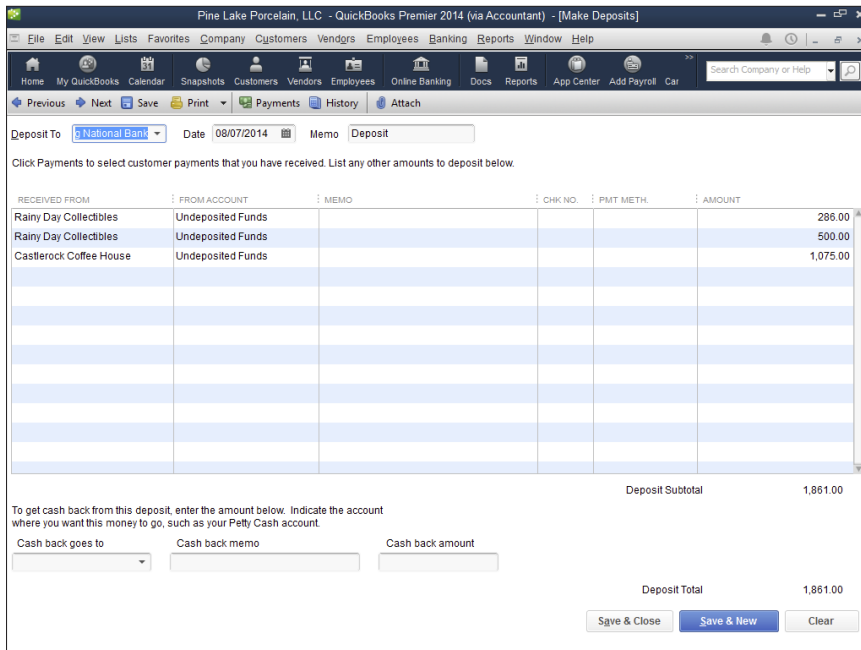 Pine Lake Porcelain, LLC - QuickBooks Premier 2014 (via Accountant) - [Make Deposits]
File Edit View Lists Favorites Company Customers Vendors Employees Banking Reports Window Help
Home My QuickBooks Calendar Snapshots Customers Vendors Employees Online Banking Docs Reports App Center Add Payroll Car Search Company or Help
Previous Next Save Print Payments History Attach
Deposit To g National Bank Date 08/07/2014 Memo Deposit
Click Payments to select customer payments that you have received. List any other amounts to deposit below.
RECEIVED FROM FROM ACCOUNT MEMO CHK NO. PMT METH. AMOUNT
Rainy Day Collectibles Undeposited Funds 286.00
Rainy Day Collectibles Undeposited Funds 500.00
Castlerock Coffee House Undeposited Funds 1,075.00
Deposit Subtotal 1,861.00
To get cash back from this deposit, enter the amount below. Indicate the account
where you want this money to go, such as your Petty Cash account.
Cash back goes to Cash back memo Cash back amount
Deposit Total 1,861.00
Save & Close Save & New Clear